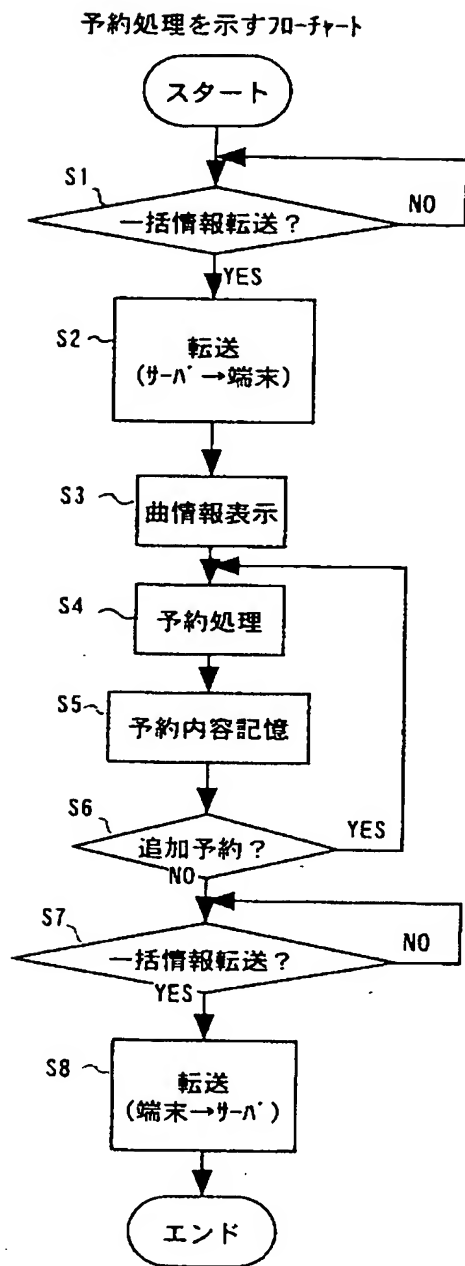 予約処理を示すﾌﾛｰﾁｬｰﾄ
スタート
S1
一括情報転送？
NO
YES
S2
転送
(ｻｰﾊﾞ→端末)
S3
曲情報表示
S4
予約処理
S5
予約内容記憶
S6
追加予約？
YES
NO
S7
一括情報転送？
NO
YES
S8
転送
(端末→ｻｰﾊﾞ)
エンド